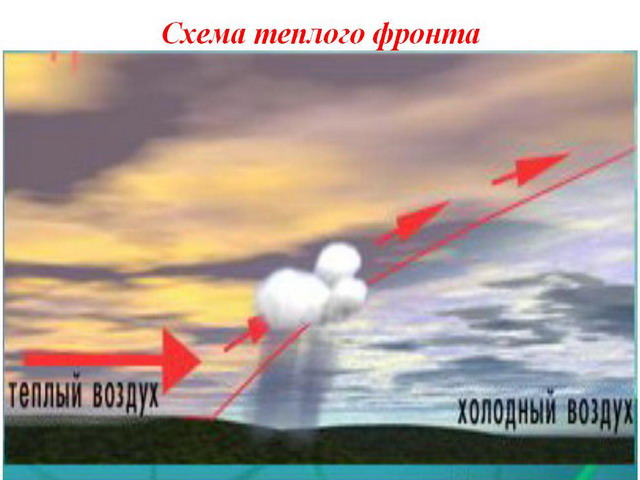 Схема теплого фронта
теплый воздух
холодный воздух